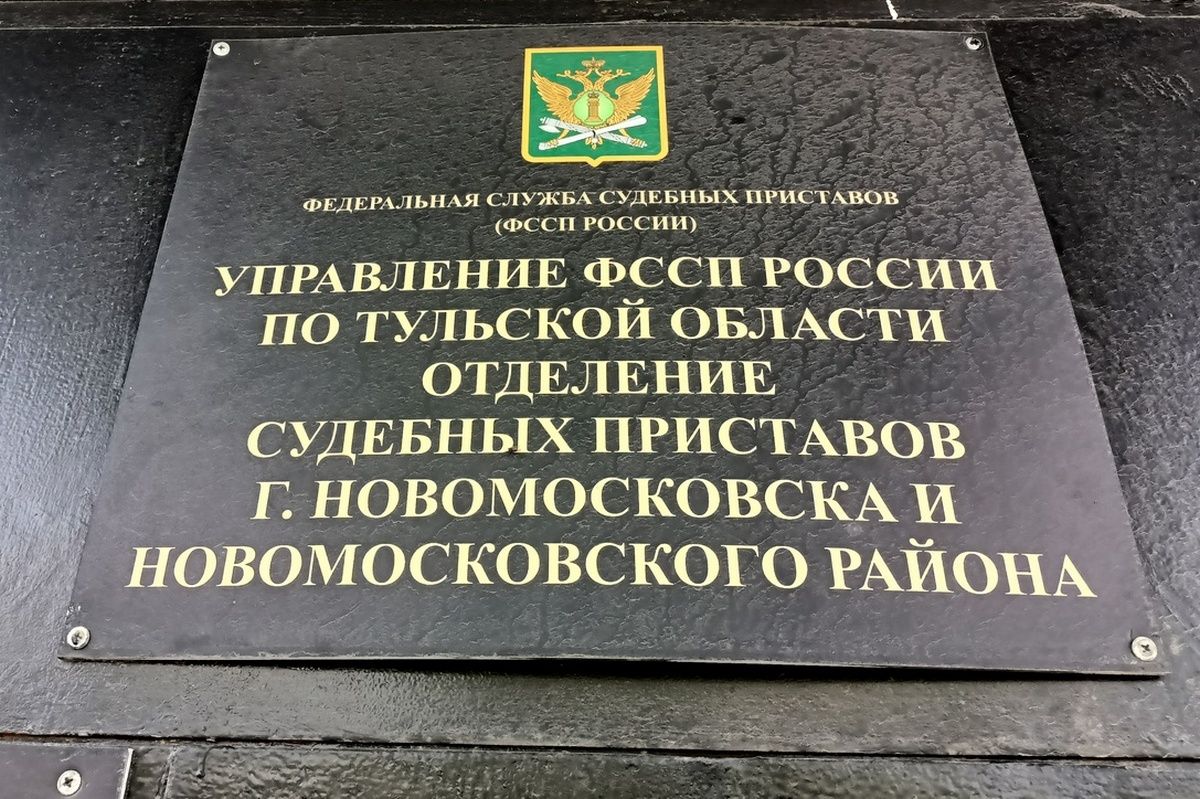 ФЕДЕРАЛЬНАЯ СЛУЖБА СУДЕБНЫХ ПРИСТАВОВ
(ФССП РОССИИ)
УПРАВЛЕНИЕ ФССП РОССИИ
ПО ТУЛЬСКОЙ ОБЛАСТИ
ОТДЕЛЕНИЕ
СУДЕБНЫХ ПРИСТАВОВ
Г. НОВОМОСКОВСКА И
НОВОМОСКОВСКОГО РАЙОНА